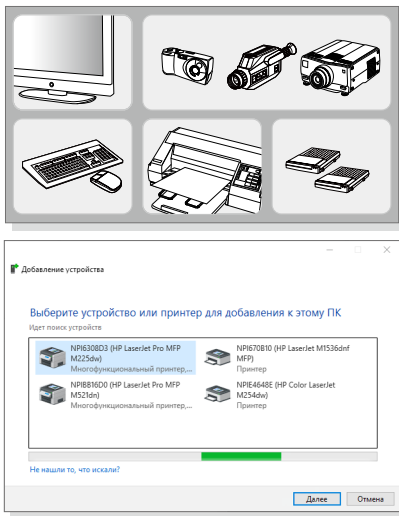 Добавление устройства
Выберите устройство или принтер для добавления к этому ПК
Идет поиск устройств
NPI6308D3 (HP LaserJet Pro MFP M225dw)
Многофункциональный принтер,...
NPI670B10 (HP LaserJet M1536dnf MFP)
Принтер
NPI8816D0 (HP LaserJet Pro MFP M521dn)
Многофункциональный принтер,...
NPIE4648E (HP Color LaserJet M254dw)
Принтер
Не нашли то, что искали?
Далее
Отмена